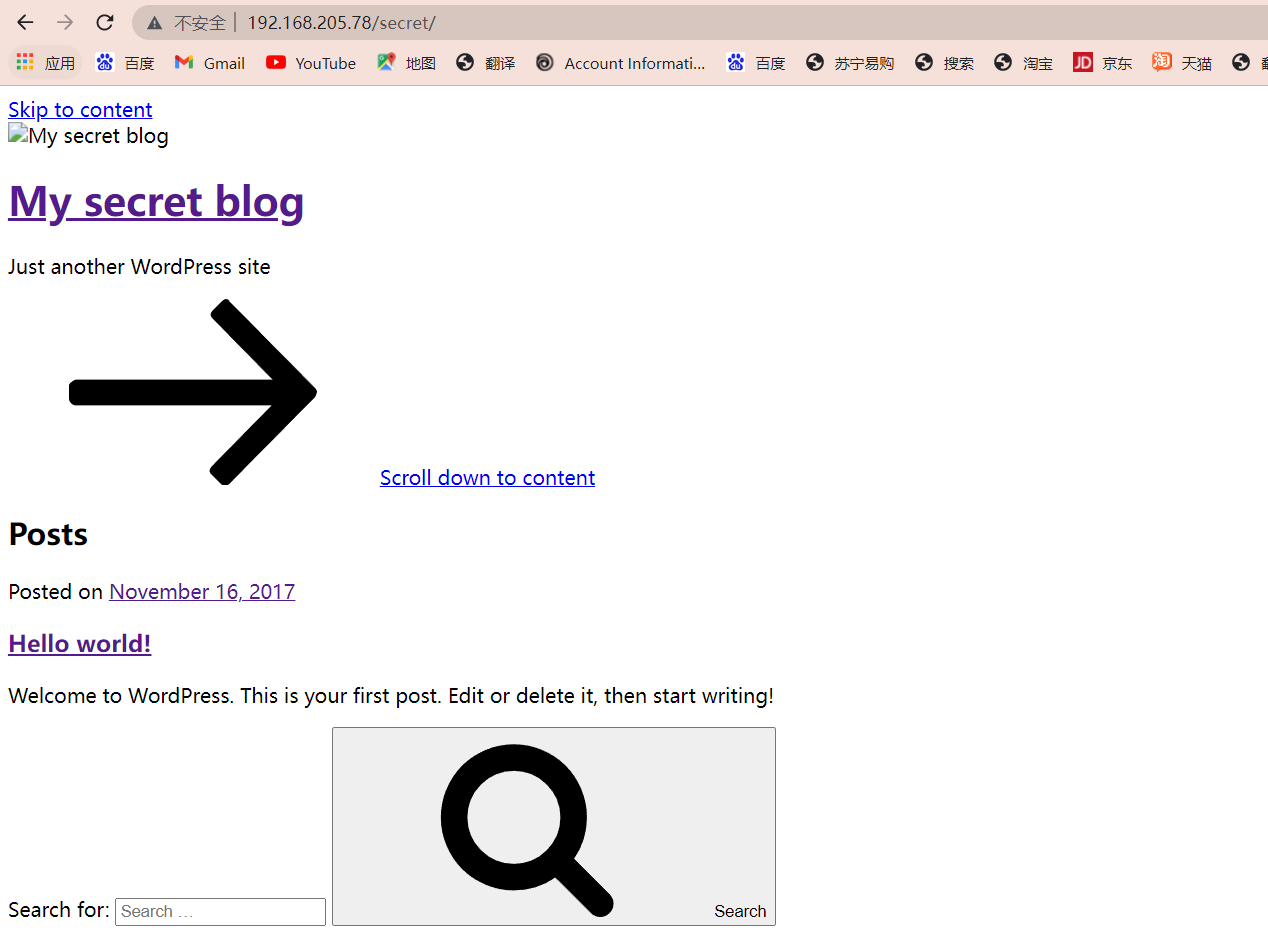 不安全 192.168.205.78/secret/
应用 百度 Gmail YouTube 地图 翻译 Account Informati... 百度 苏宁易购 搜索 淘宝 JD 京东 淘 天猫
Skip to content
My secret blog
My secret blog
Just another WordPress site
Scroll down to content
Posts
Posted on November 16, 2017
Hello world!
Welcome to WordPress. This is your first post. Edit or delete it, then start writing!
Search for: Search … Search